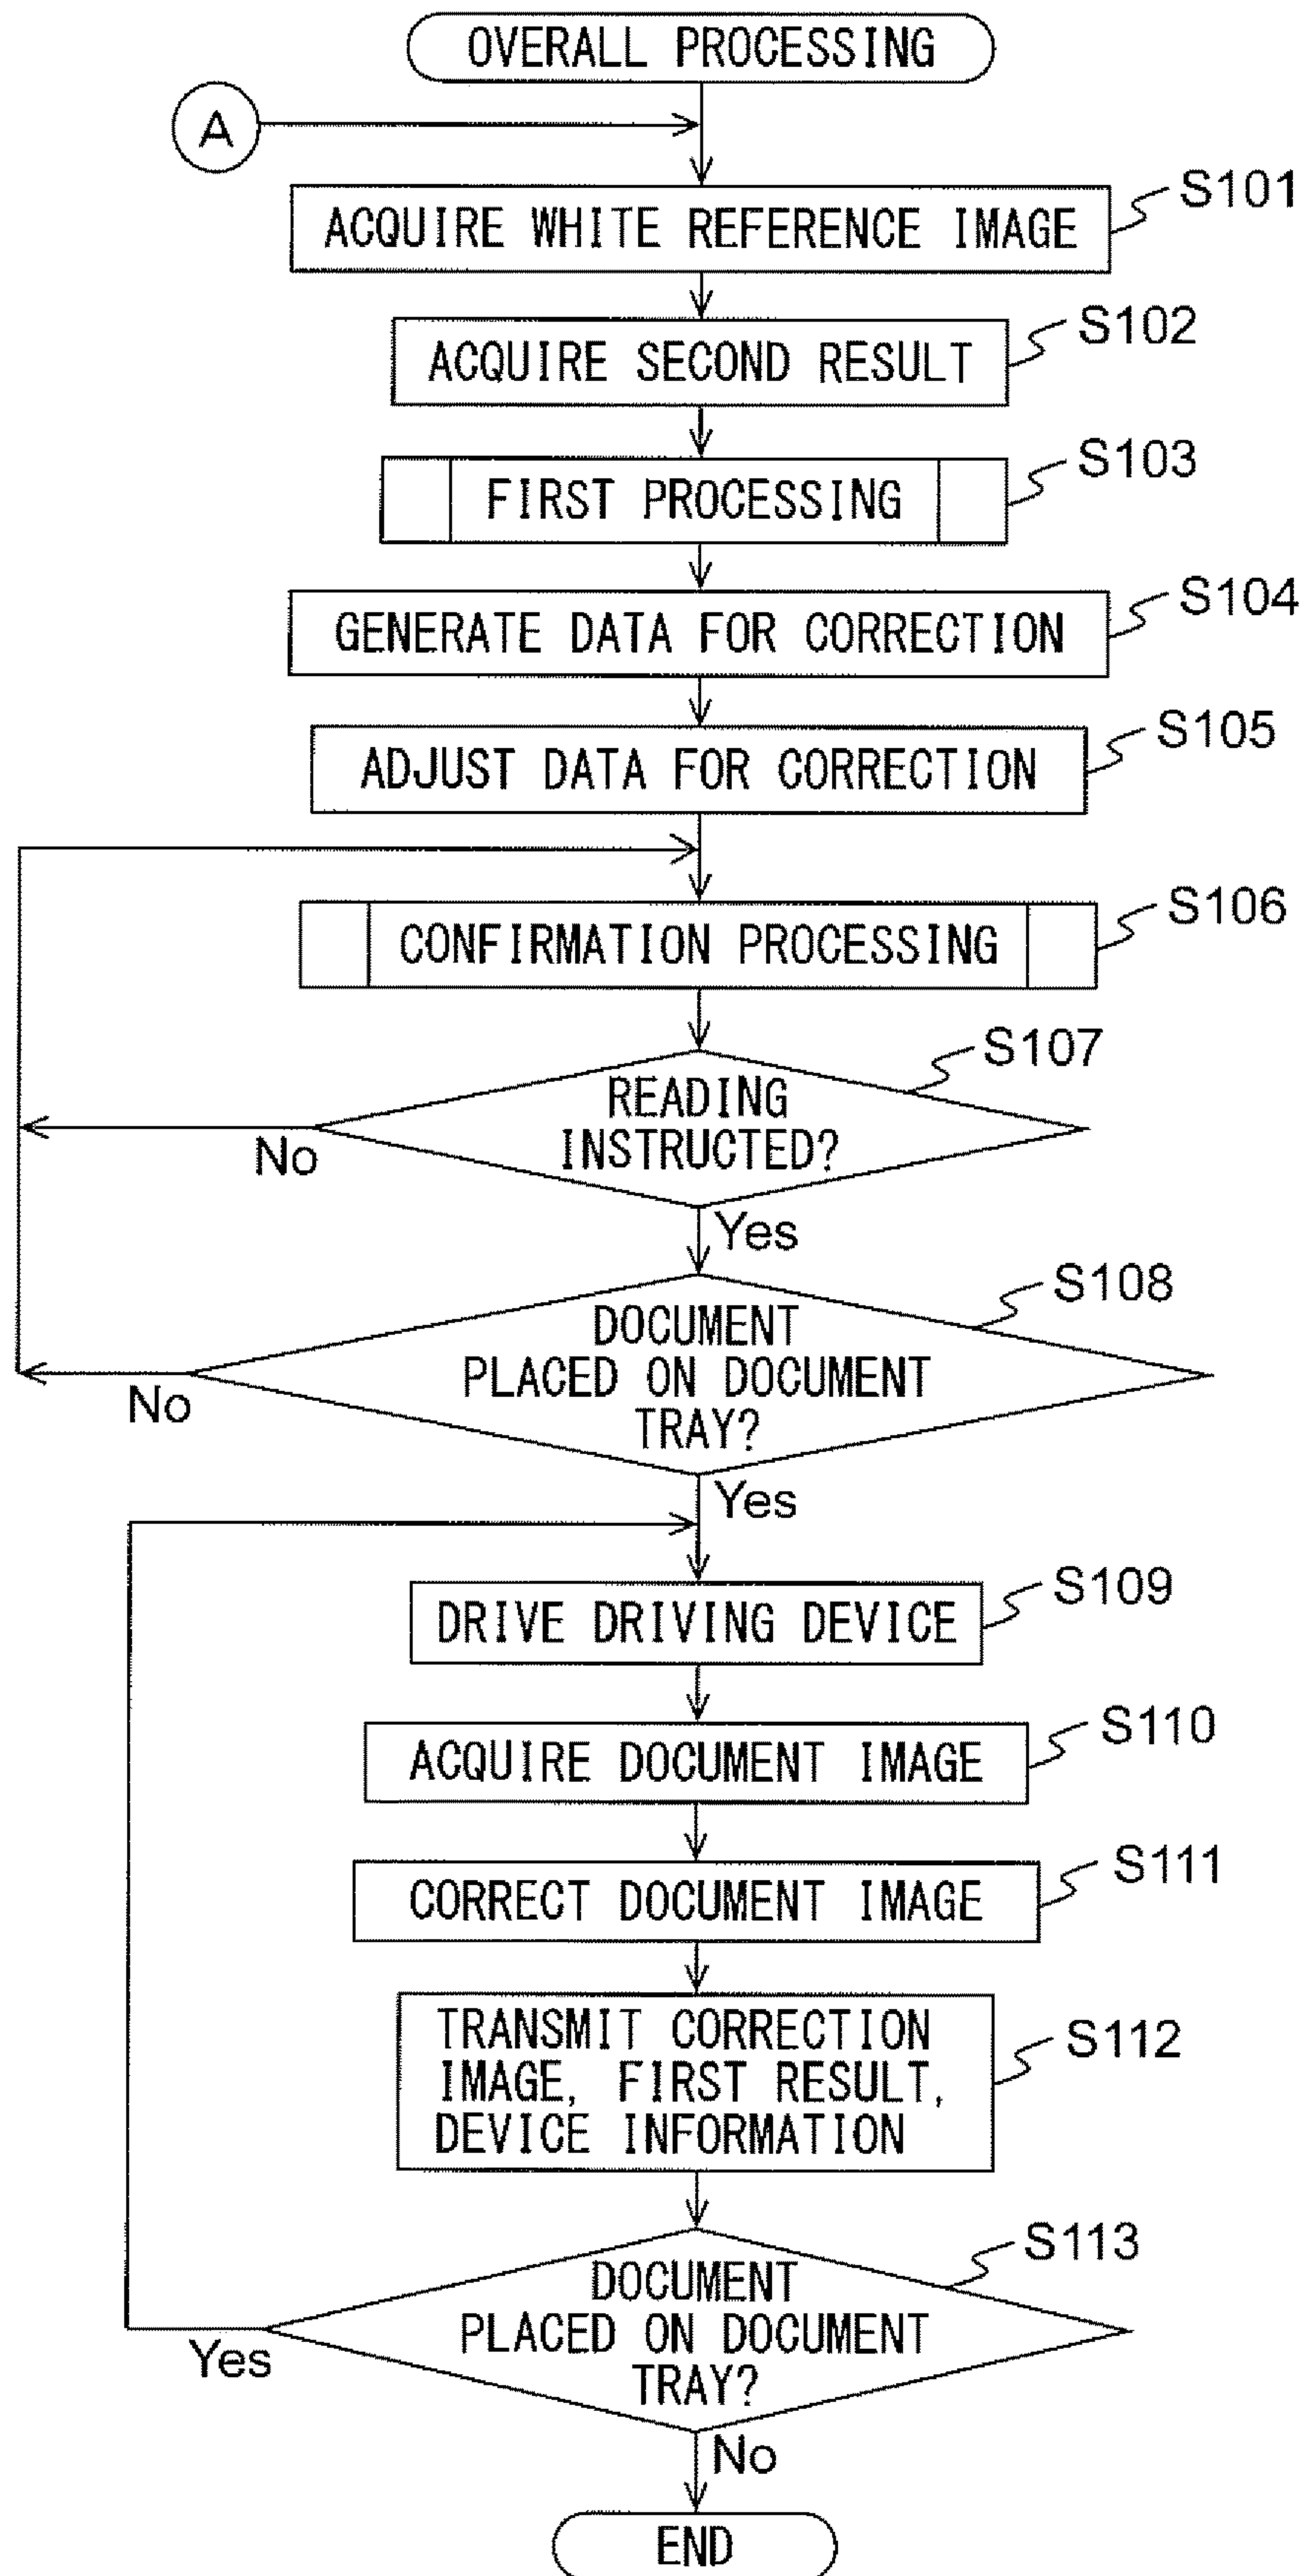 OVERALL PROCESSING
A
S101
ACQUIRE WHITE REFERENCE IMAGE
S102
ACQUIRE SECOND RESULT
S103
FIRST PROCESSING
S104
GENERATE DATA FOR CORRECTION
S105
ADJUST DATA FOR CORRECTION
S106
CONFIRMATION PROCESSING
S107
READING
INSTRUCTED?
No
Yes
S108
DOCUMENT
PLACED ON DOCUMENT
TRAY?
No
Yes
S109
DRIVE DRIVING DEVICE
S110
ACQUIRE DOCUMENT IMAGE
S111
CORRECT DOCUMENT IMAGE
S112
TRANSMIT CORRECTION
IMAGE, FIRST RESULT,
DEVICE INFORMATION
S113
DOCUMENT
PLACED ON DOCUMENT
TRAY?
Yes
No
END